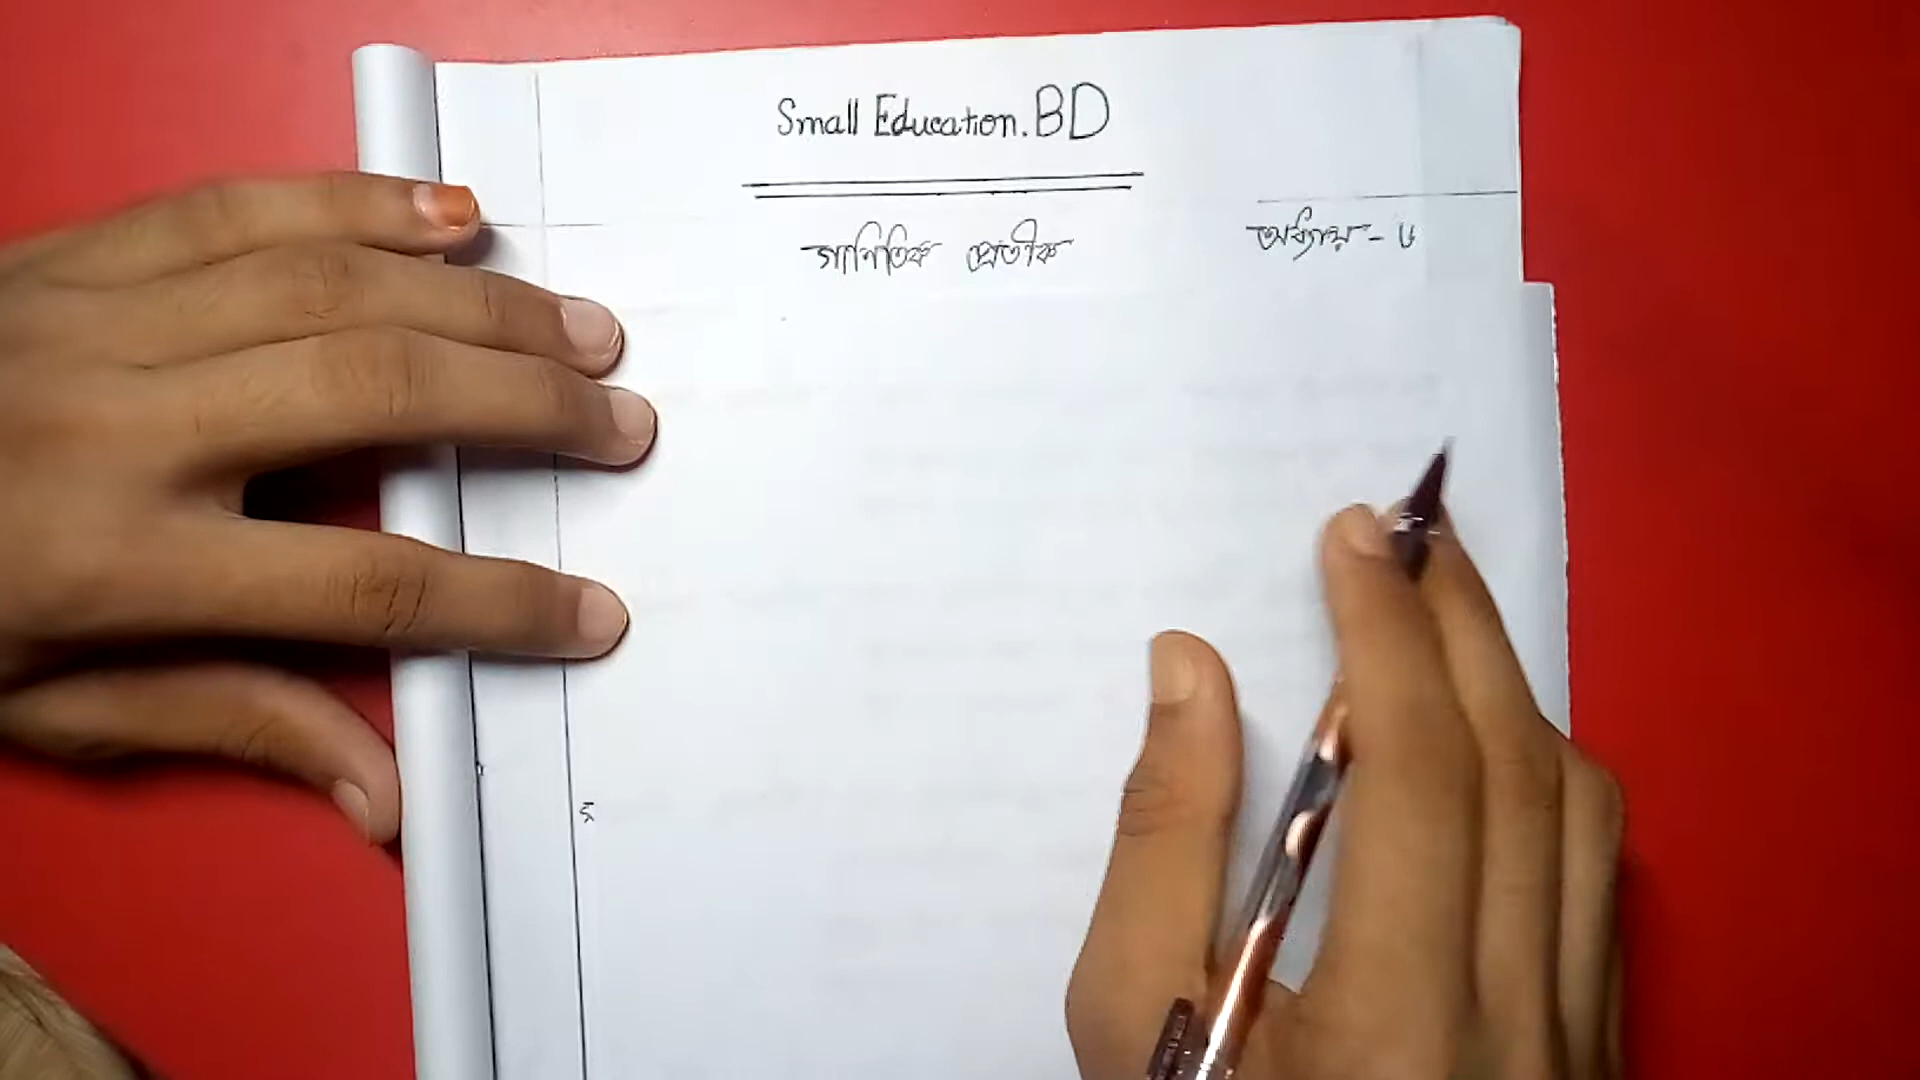 Small Education.BD
গাণিতিক প্রতীক
অধ্যায় - ৬